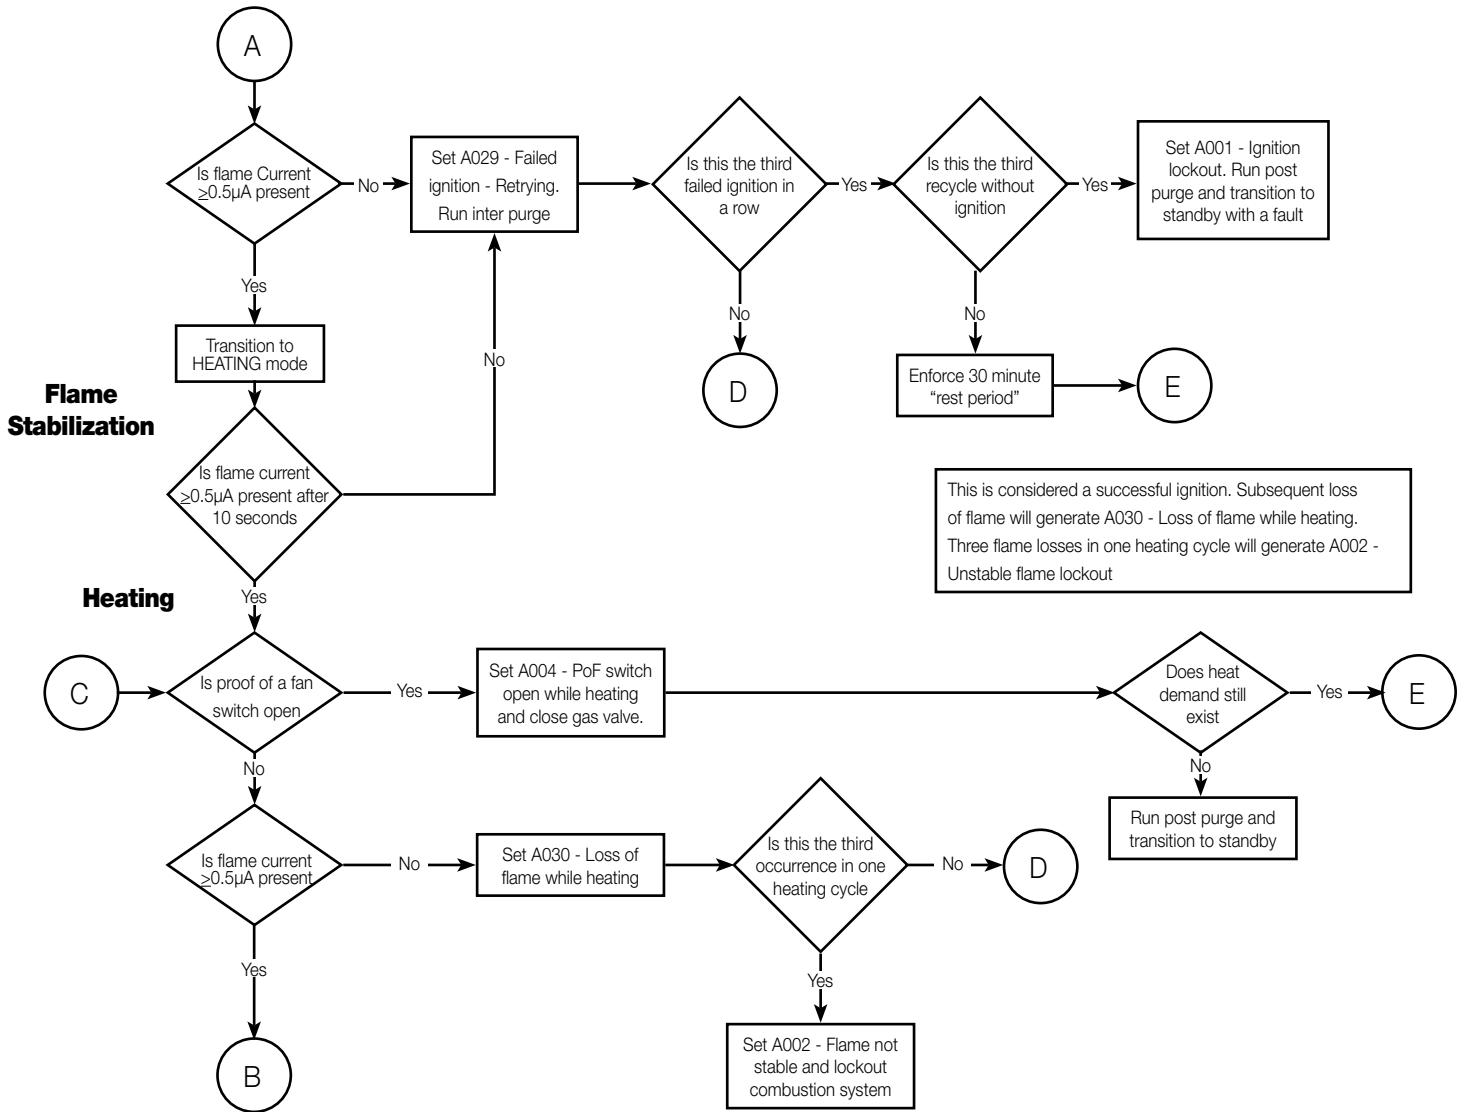 A
Is flame Current
≥0.5µA present
No
Set A029 - Failed
ignition - Retrying.
Run inter purge
Is this the third
failed ignition in
a row
Yes
Is this the third
recycle without
ignition
Yes
Set A001 - Ignition
lockout. Run post
purge and transition to
standby with a fault
Yes
No
No
Transition to
HEATING mode
No
D
Enforce 30 minute
“rest period”
E
Flame
Stabilization
Is flame current
≥0.5µA present after
10 seconds
This is considered a successful ignition. Subsequent loss
of flame will generate A030 - Loss of flame while heating.
Three flame losses in one heating cycle will generate A002 -
Unstable flame lockout
Heating
Yes
C
Is proof of a fan
switch open
Yes
Set A004 - PoF switch
open while heating
and close gas valve.
Does heat
demand still
exist
Yes
E
No
No
Run post purge and
transition to standby
Is flame current
≥0.5µA present
No
Set A030 - Loss of
flame while heating
Is this the third
occurrence in one
heating cycle
No
D
Yes
Yes
Set A002 - Flame not
stable and lockout
combustion system
B